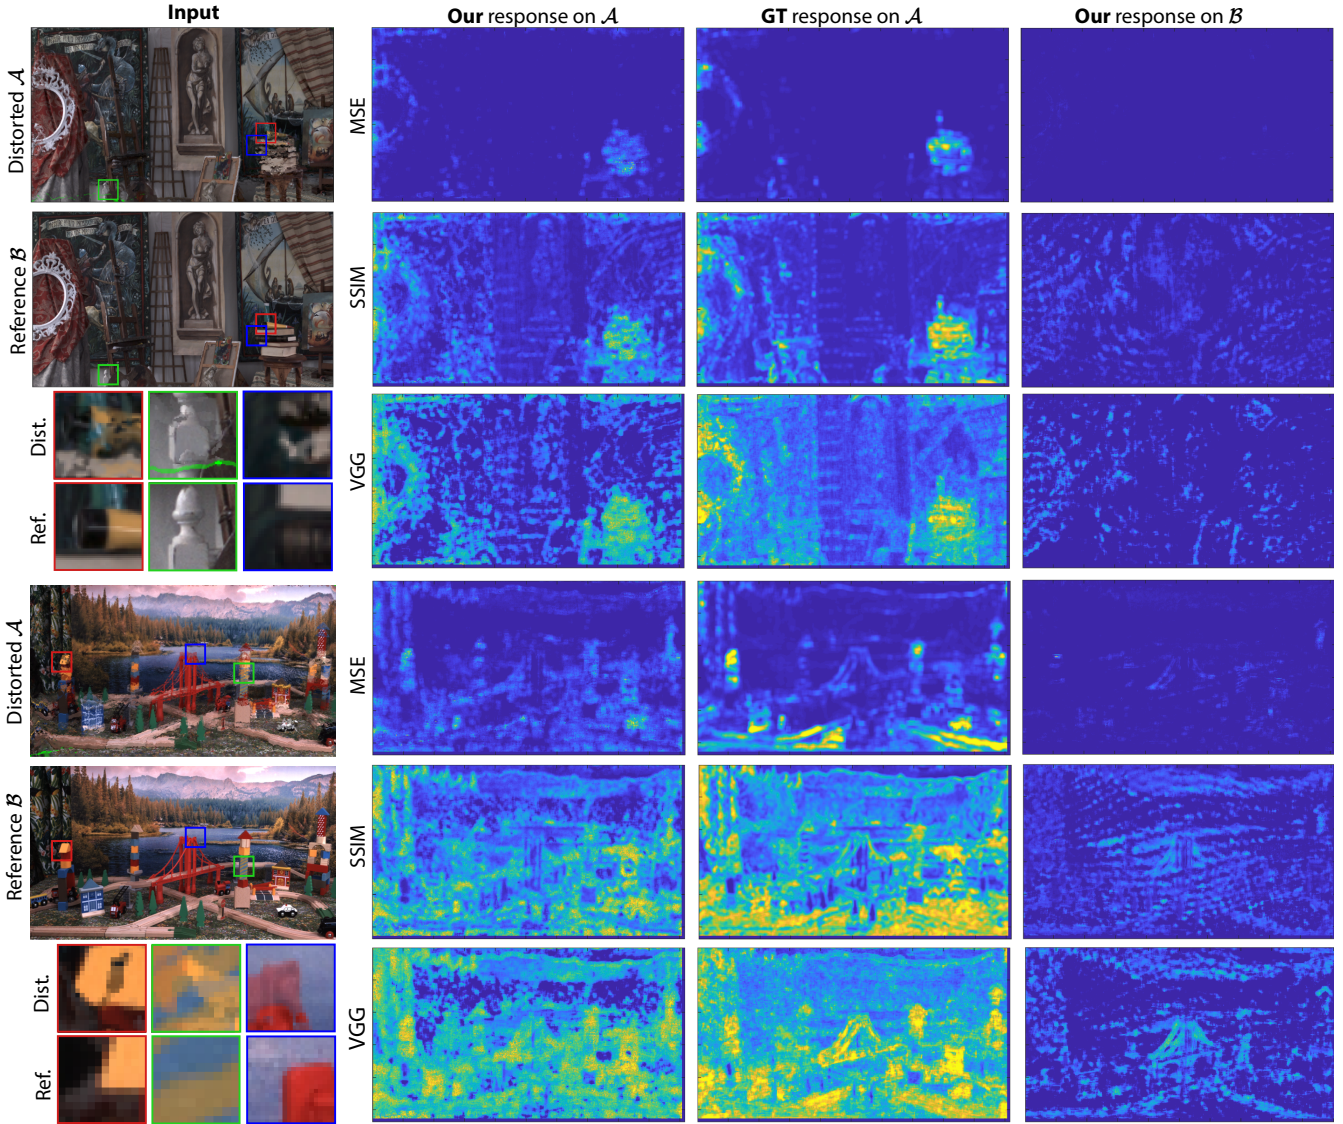 Input
Our response on 𝒜
GT response on 𝒜
Our response on ℬ
Distorted 𝒜
MSE
Reference ℬ
SSIM
Dist.
VGG
Ref.
Distorted 𝒜
MSE
Reference ℬ
SSIM
Dist.
VGG
Ref.